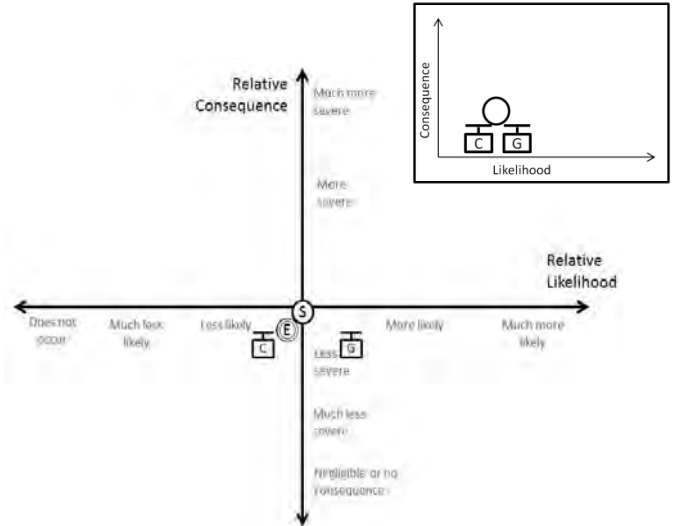 Relative
Consequence
Much more
severe
More
severe
Consequence
C
G
Likelihood
Relative
Likelihood
Does not
occur
Much less
likely
Less likely
S
E
C
G
More likely
Much more
likely
Less
severe
Much less
severe
Negligible or no
consequence